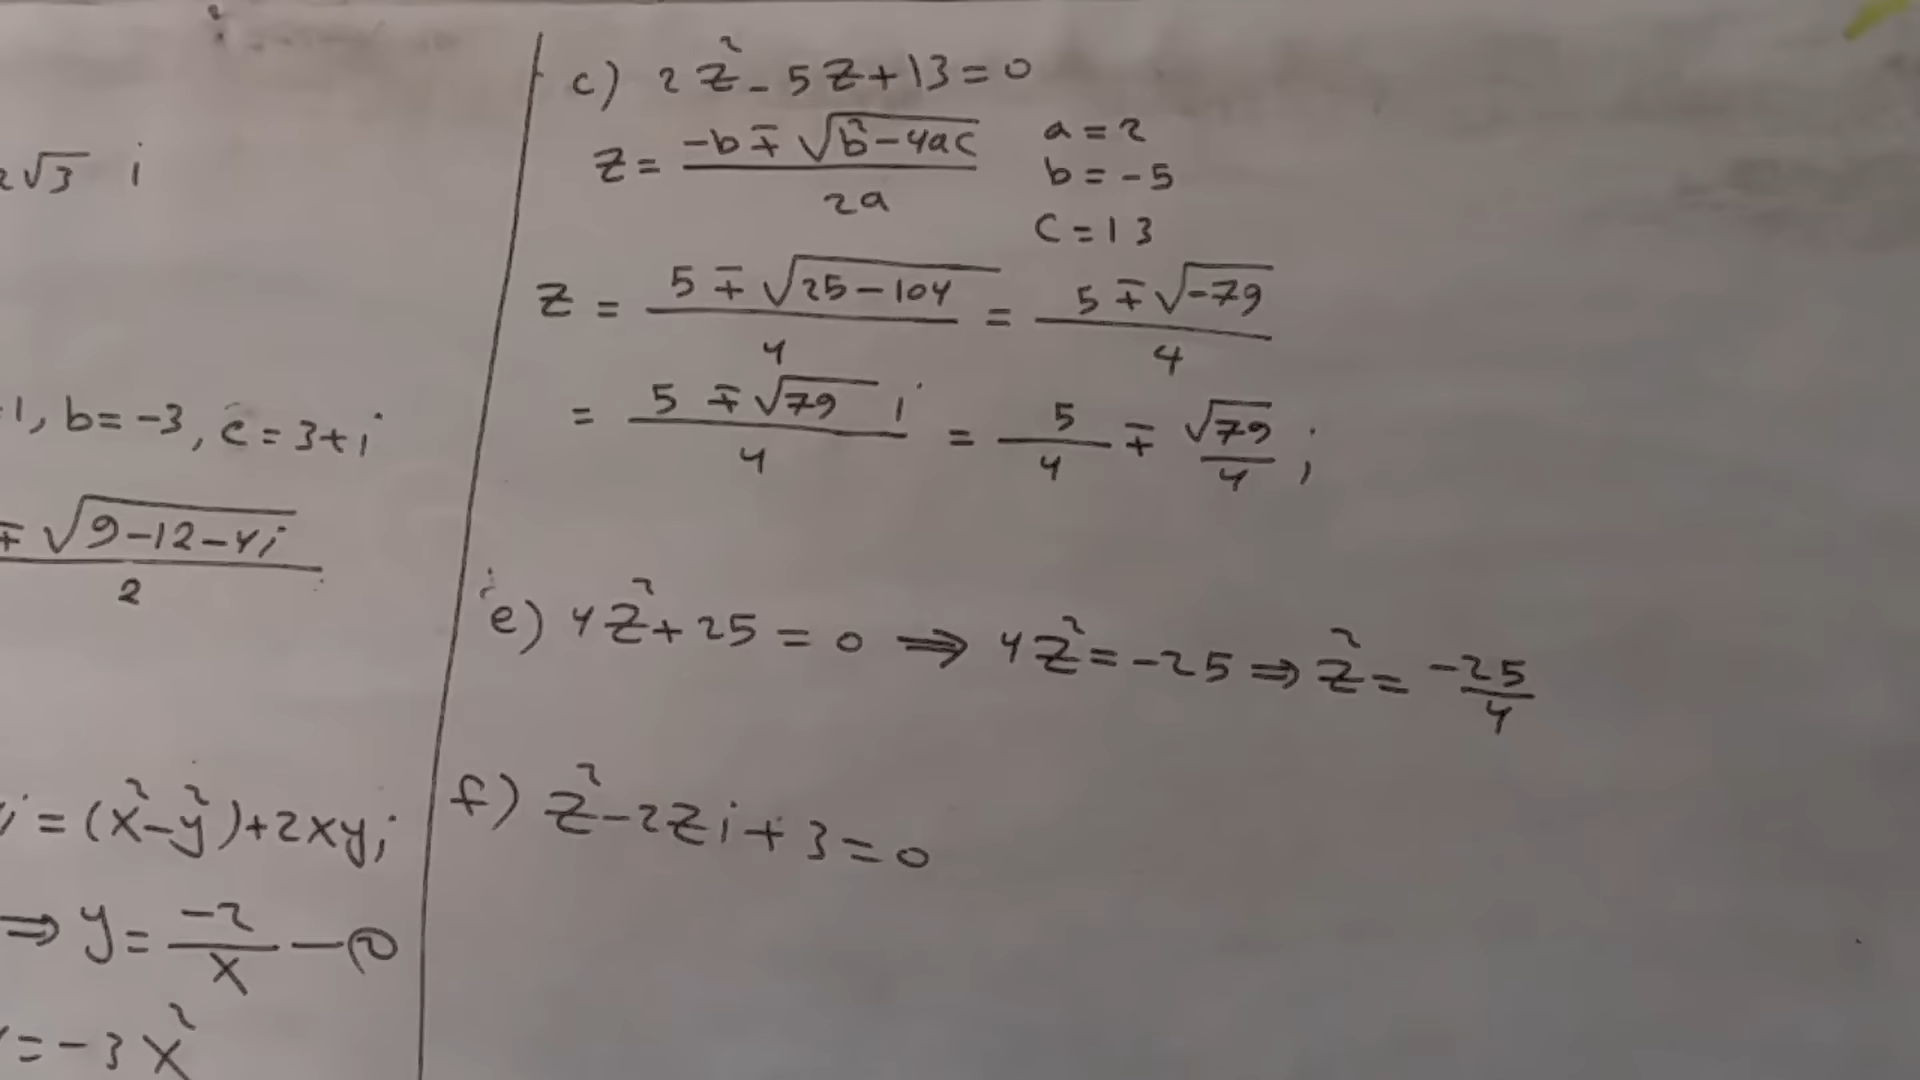 2√3 i
1, b = -3, c = 3+i
∓ √(9-12-4i) / 2
i = (x²-y²)+2xyi
⇒ y = -2/x —②
= -3x²
c) 2z² - 5z + 13 = 0
z = (-b ∓ √(b²-4ac)) / 2a
a = 2
b = -5
c = 13
z = (5 ∓ √(25-104)) / 4 = (5 ∓ √-79) / 4
= (5 ∓ √79 i) / 4 = 5/4 ∓ √79/4 i
e) 4z² + 25 = 0 ⇒ 4z² = -25 ⇒ z² = -25/4
f) z² - 2zi + 3 = 0